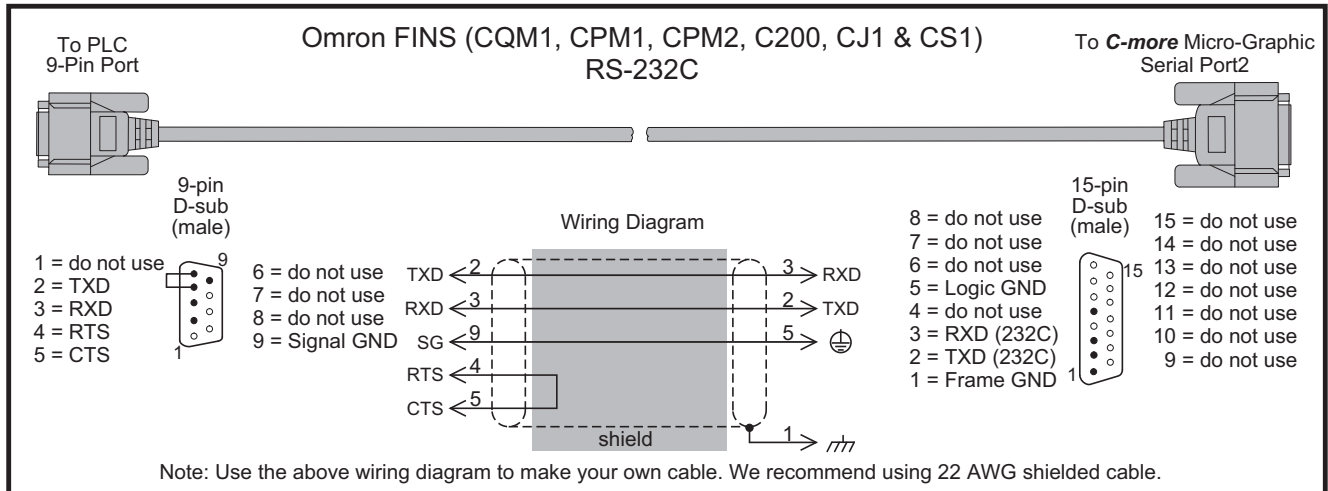 Omron FINS (CQM1, CPM1, CPM2, C200, CJ1 & CS1)
RS-232C
To PLC
9-Pin Port
To C-more Micro-Graphic
Serial Port2
9-pin
D-sub
(male)
1 = do not use
2 = TXD
3 = RXD
4 = RTS
5 = CTS
9
1
6 = do not use
7 = do not use
8 = do not use
9 = Signal GND
Wiring Diagram
TXD 2 3 RXD
RXD 3 2 TXD
SG 9 5
RTS 4
CTS 5
shield
1
8 = do not use
7 = do not use
6 = do not use
5 = Logic GND
4 = do not use
3 = RXD (232C)
2 = TXD (232C)
1 = Frame GND
15-pin
D-sub
(male)
15
1
15 = do not use
14 = do not use
13 = do not use
12 = do not use
11 = do not use
10 = do not use
9 = do not use
Note: Use the above wiring diagram to make your own cable. We recommend using 22 AWG shielded cable.